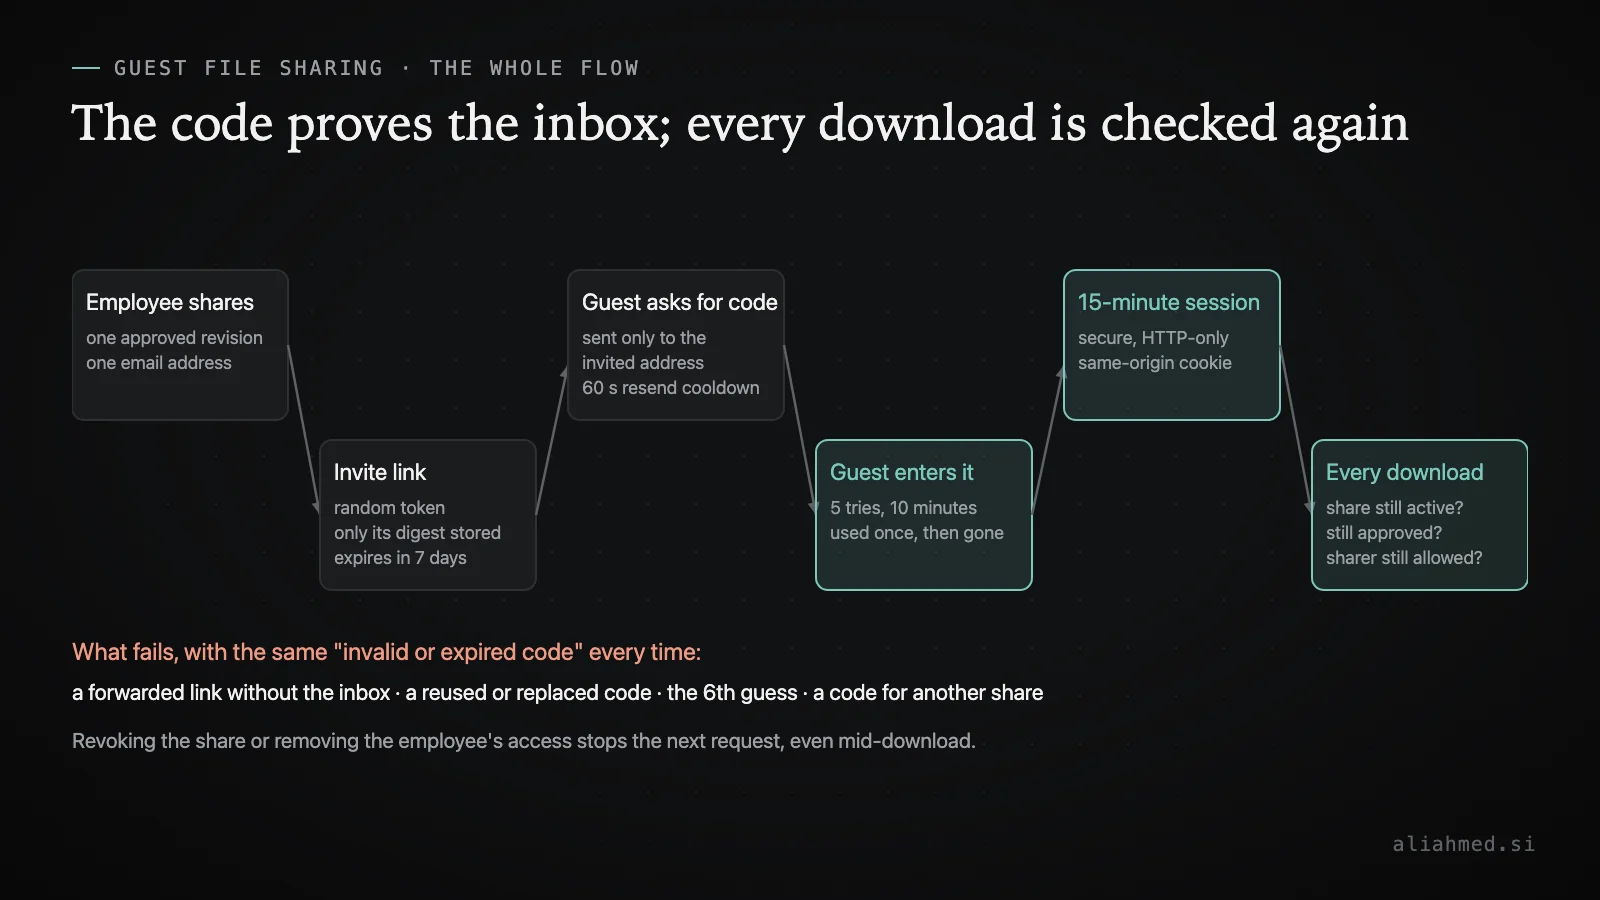 GUEST FILE SHARING · THE WHOLE FLOW
The code proves the inbox; every download is checked again
Employee shares
one approved revision
one email address
Invite link
random token
only its digest stored
expires in 7 days
Guest asks for code
sent only to the
invited address
60 s resend cooldown
Guest enters it
5 tries, 10 minutes
used once, then gone
15-minute session
secure, HTTP-only
same-origin cookie
Every download
share still active?
still approved?
sharer still allowed?
What fails, with the same "invalid or expired code" every time:
a forwarded link without the inbox · a reused or replaced code · the 6th guess · a code for another share
Revoking the share or removing the employee's access stops the next request, even mid-download.
aliahmed.si